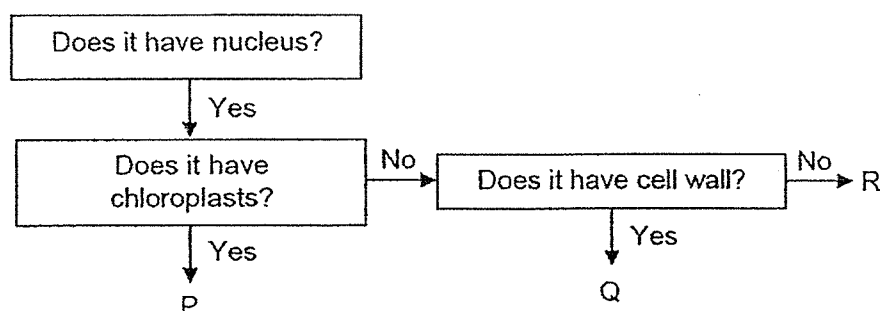 Does it have nucleus?
Yes
Does it have
chloroplasts?
No
Does it have cell wall?
No
R
Yes
P
Yes
Q